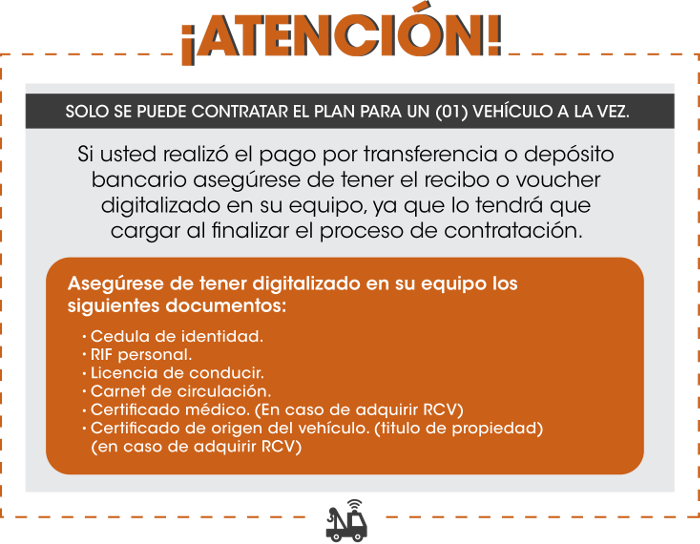 ¡ATENCIÓN!
SOLO SE PUEDE CONTRATAR EL PLAN PARA UN (01) VEHÍCULO A LA VEZ.
Si usted realizó el pago por transferencia o depósito
bancario asegúrese de tener el recibo o voucher
digitalizado en su equipo, ya que lo tendrá que
cargar al finalizar el proceso de contratación.
Asegúrese de tener digitalizado en su equipo los
siguientes documentos:
· Cedula de identidad.
· RIF personal.
· Licencia de conducir.
· Carnet de circulación.
· Certificado médico. (En caso de adquirir RCV)
· Certificado de origen del vehículo. (titulo de propiedad)
(en caso de adquirir RCV)